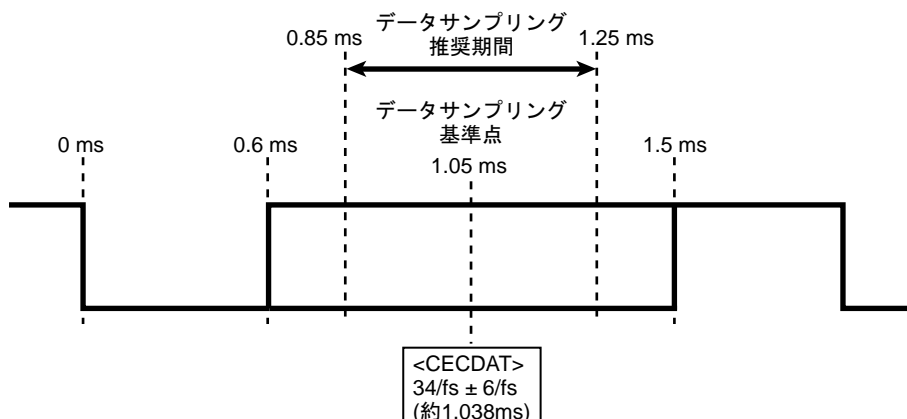 データサンプリング
推奨期間
0.85 ms
1.25 ms
データサンプリング
基準点
0 ms
0.6 ms
1.05 ms
1.5 ms
<CECDAT>
34/fs ± 6/fs
(約1.038ms)